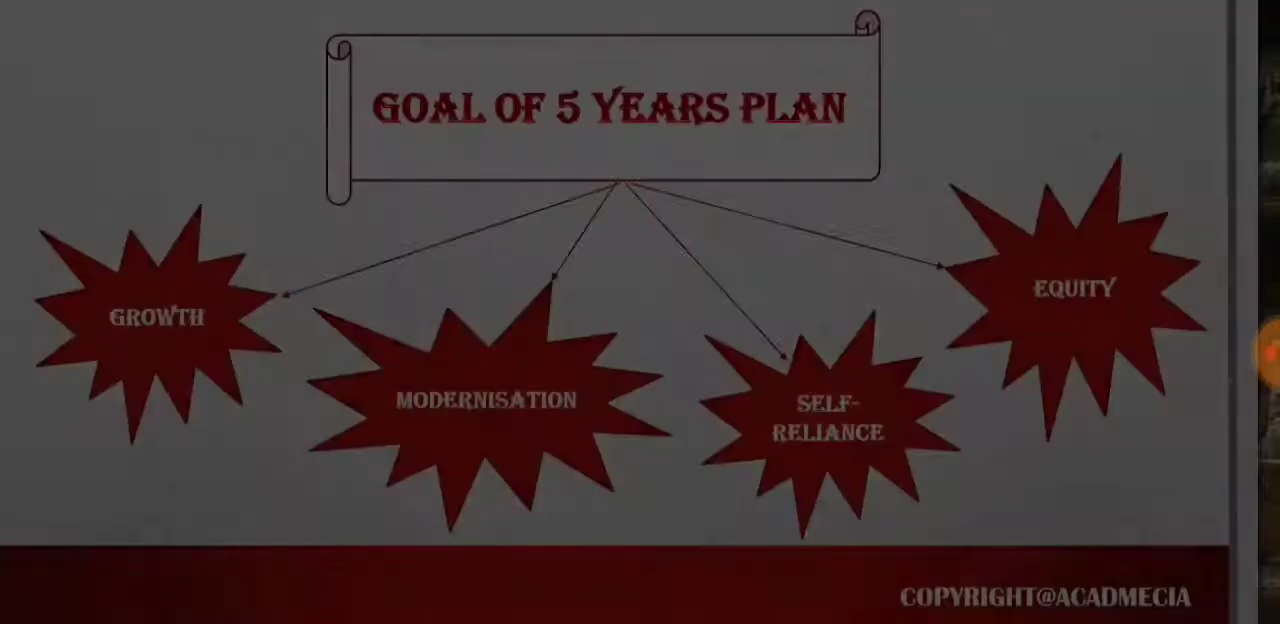 GOAL OF 5 YEARS PLAN
GROWTH
MODERNISATION
SELF-
RELIANCE
EQUITY
COPYRIGHT@ACADMECIA